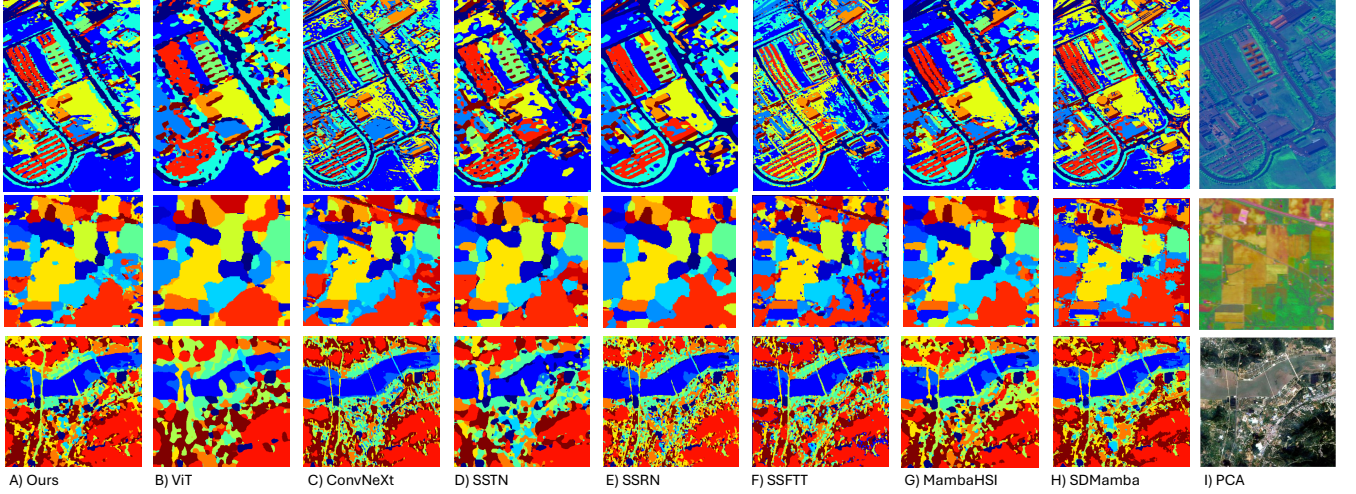 A) Ours
B) ViT
C) ConvNeXt
D) SSTN
E) SSRN
F) SSFTT
G) MambaHSI
H) SDMamba
I) PCA